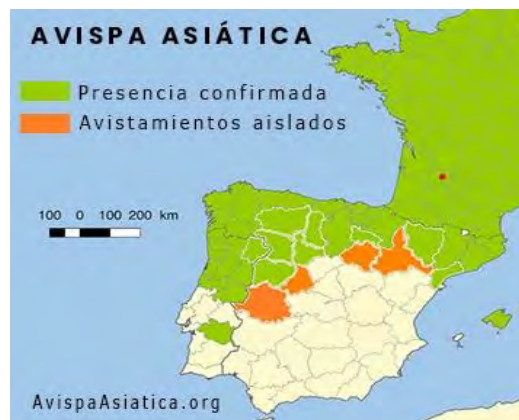 AVISPA ASIÁTICA
Presencia confirmada
Avistamientos aislados
100 0 100 200 km
AvispaAsiatica.org